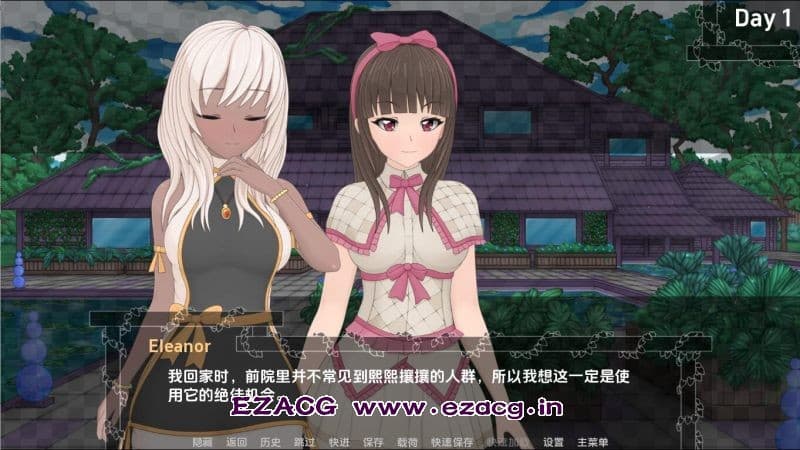 Day 1
Eleanor
我回家时，前院里并不常见到熙熙攘攘的人群，所以我想这一定是使
用它的绝佳机会
EZACG www.ezacg.in
隐藏 返回 历史 跳过 快进 保存 载荷 快速保存 快速加载 设置 主菜单